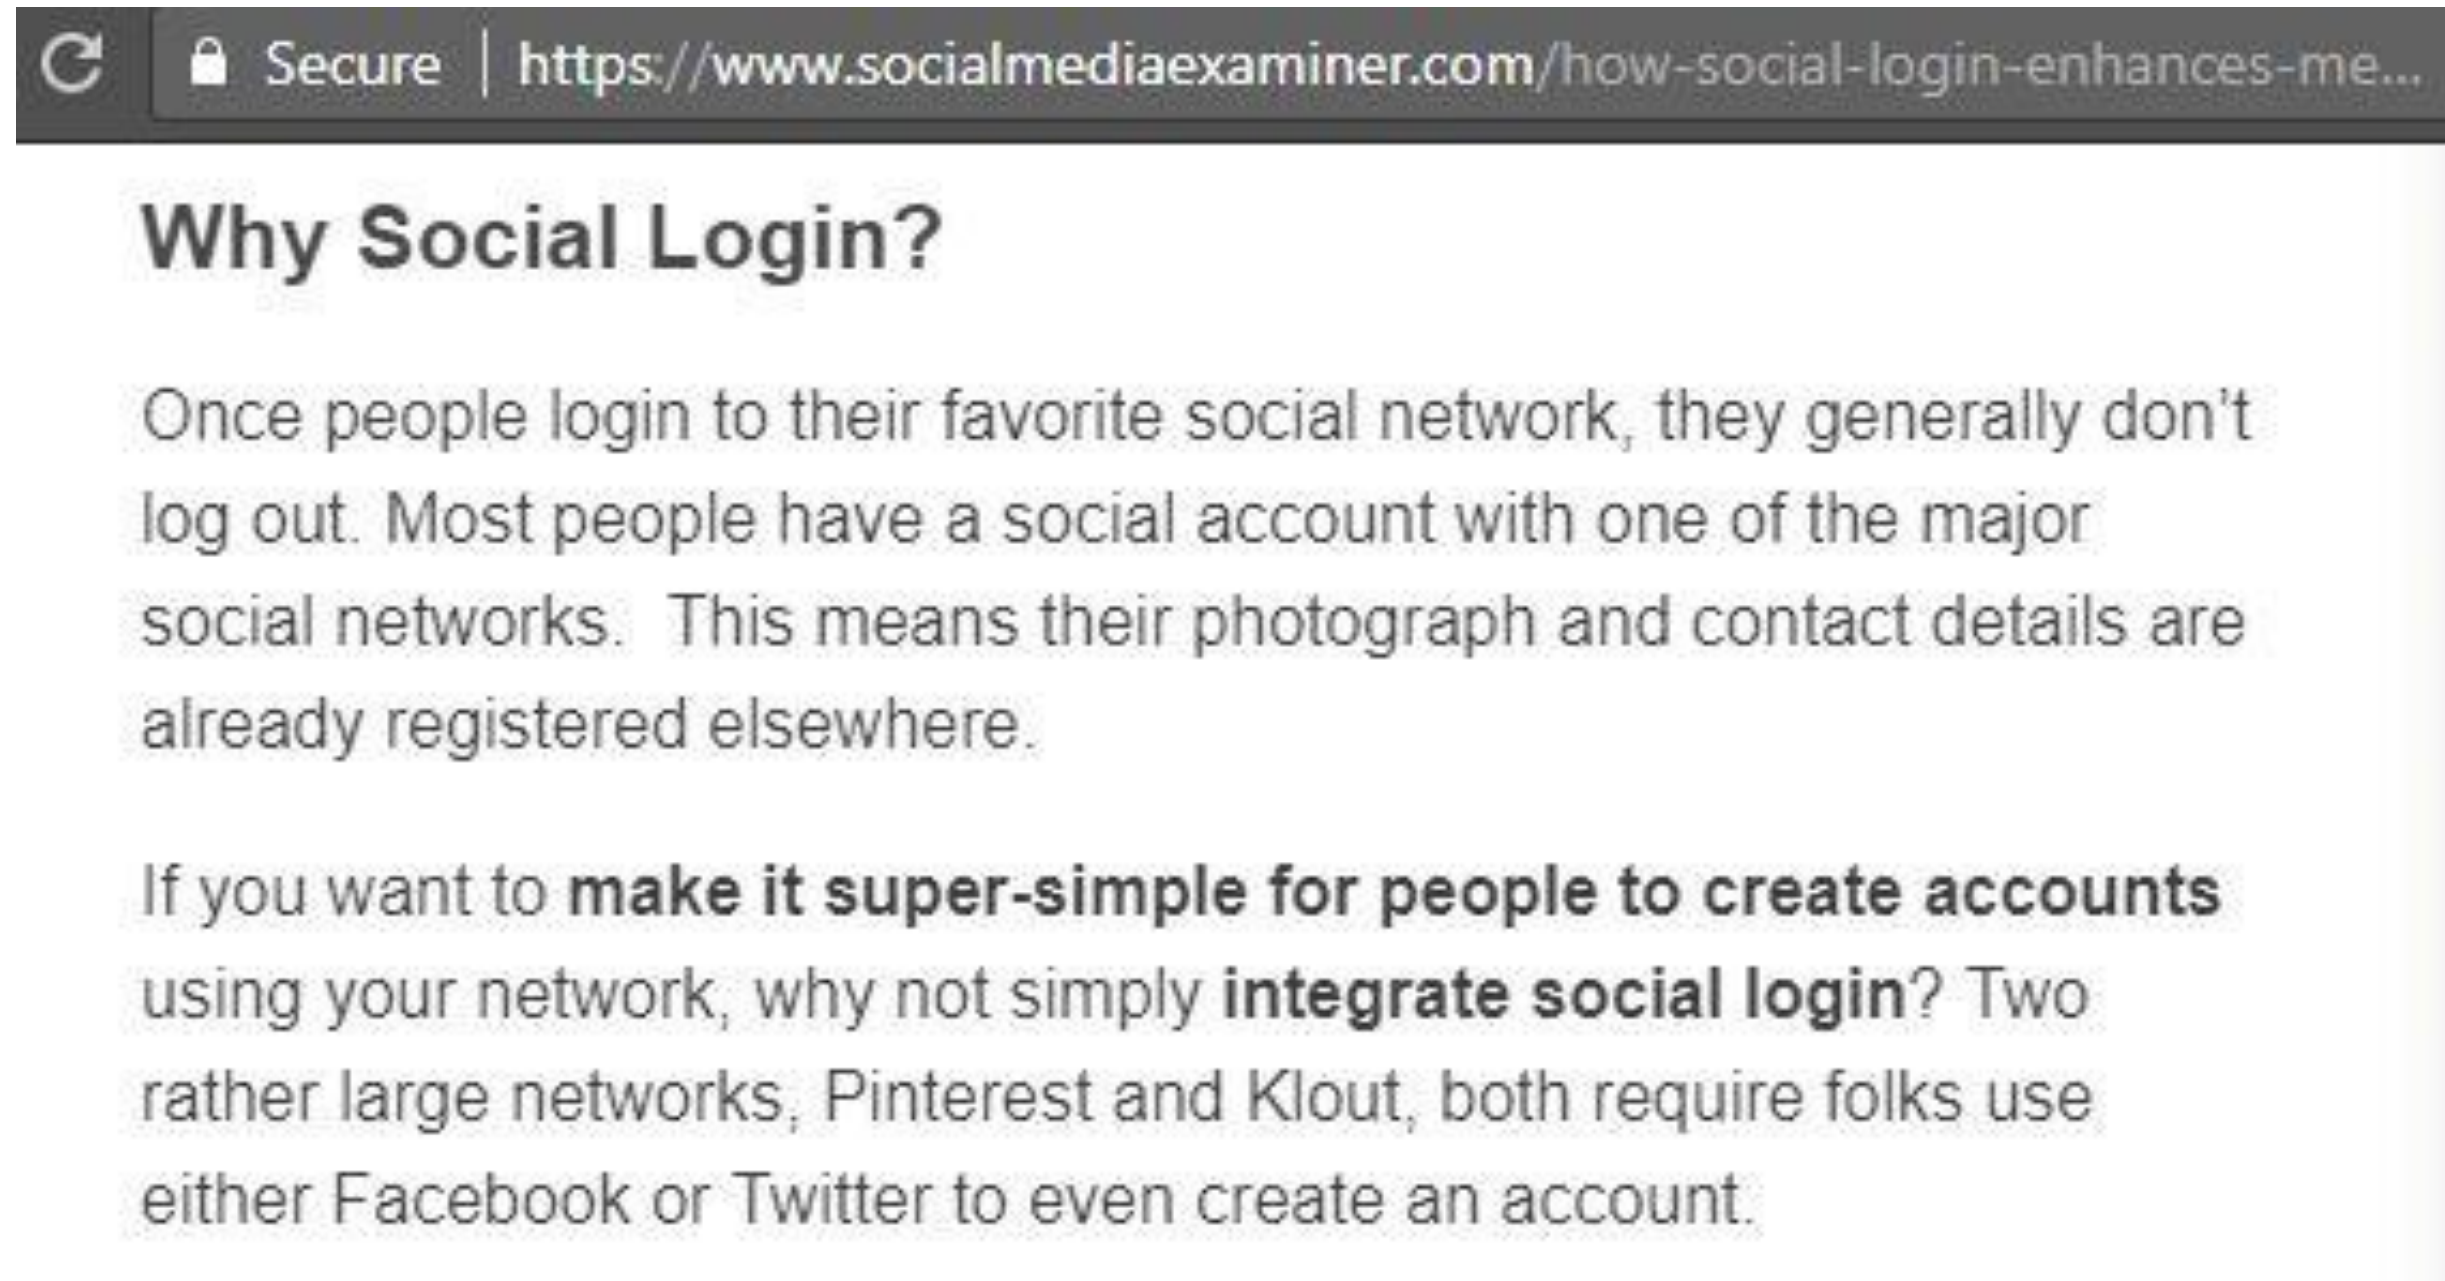 Secure | https://www.socialmediaexaminer.com/how-social-login-enhances-me...
Why Social Login?
Once people login to their favorite social network, they generally don't
log out. Most people have a social account with one of the major
social networks.  This means their photograph and contact details are
already registered elsewhere.
If you want to make it super-simple for people to create accounts
using your network, why not simply integrate social login? Two
rather large networks, Pinterest and Klout, both require folks use
either Facebook or Twitter to even create an account.